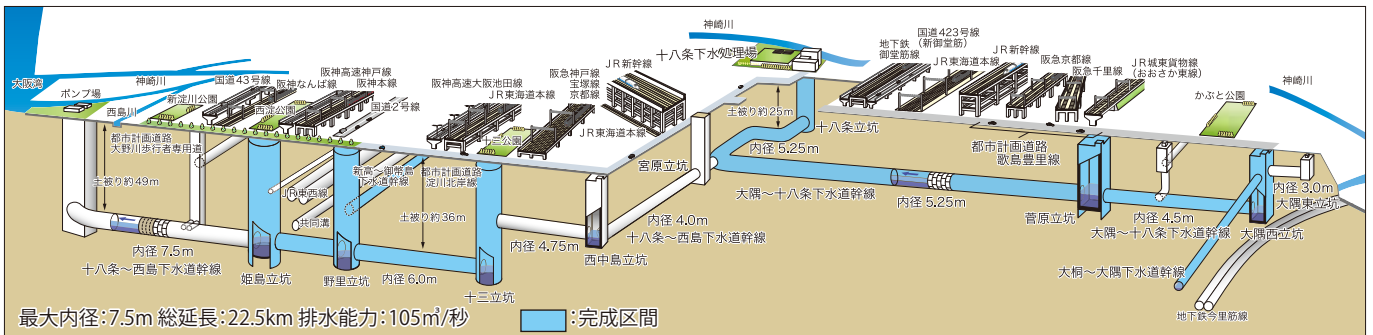 大阪湾
ポンプ場
神崎川
西島川
新淀川公園
国道43号線
西淀公園
阪神なんば線
阪神高速神戸線
阪神本線
国道2号線
阪神高速大阪池田線
JR東海道本線
十三公園
阪急神戸線
宝塚線
京都線
JR新幹線
JR東海道本線
神崎川
十八条下水処理場
地下鉄
御堂筋線
国道423号線
(新御堂筋)
JR東海道本線
JR新幹線
阪急京都線
阪急千里線
JR城東貨物線
(おおさか東線)
かぶと公園
神崎川
都市計画道路
大野川歩行者専用道
土被り約49m
内径 7.5m
十八条〜西島下水道幹線
姫島立坑
JR東西線
共同溝
野里立坑
新高〜御幣島
下水道幹線
内径 6.0m
都市計画道路
淀川北岸線
土被り約36m
十三立坑
内径 4.75m
西中島立坑
内径 4.0m
十八条〜西島下水道幹線
宮原立坑
土被り約25m
内径 5.25m
十八条立坑
大隅〜十八条下水道幹線
内径
5.25m
都市計画道路
歌島豊里線
菅原立坑
内径 4.5m
大隅〜十八条下水道幹線
内径 3.0m
大隅東立坑
大隅西立坑
大桐〜大隅下水道幹線
地下鉄今里筋線
最大内径:7.5m 総延長:22.5km 排水能力:105㎥/秒
:完成区間